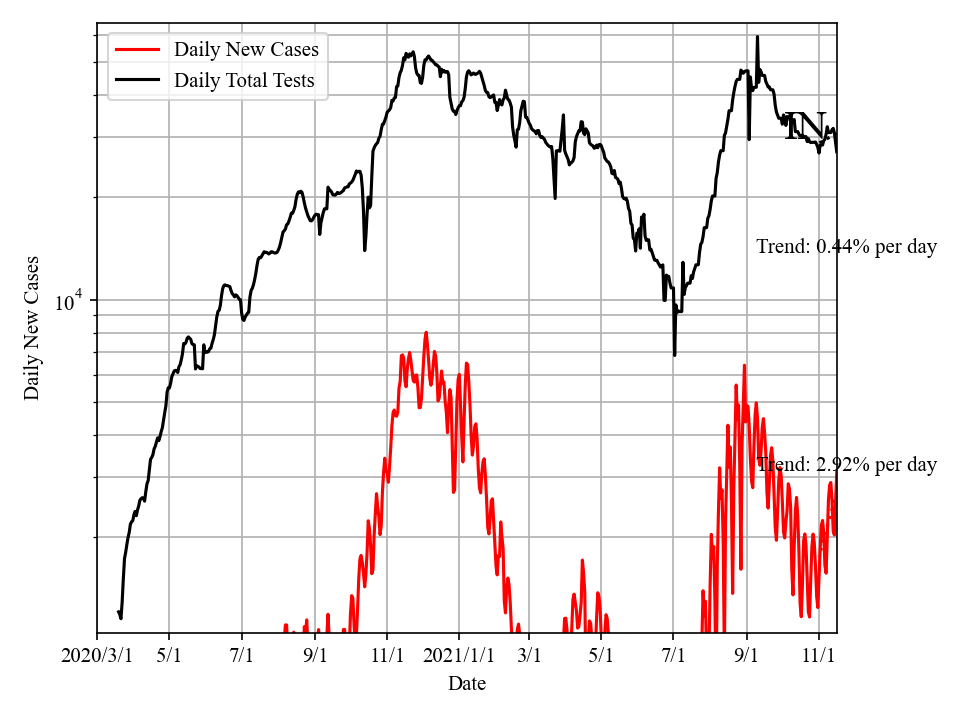 Daily New Cases
Daily Total Tests
IN
Trend: 0.44% per day
Trend: 2.92% per day
Daily New Cases
10^4
2020/3/1 5/1 7/1 9/1 11/1 2021/1/1 3/1 5/1 7/1 9/1 11/1
Date